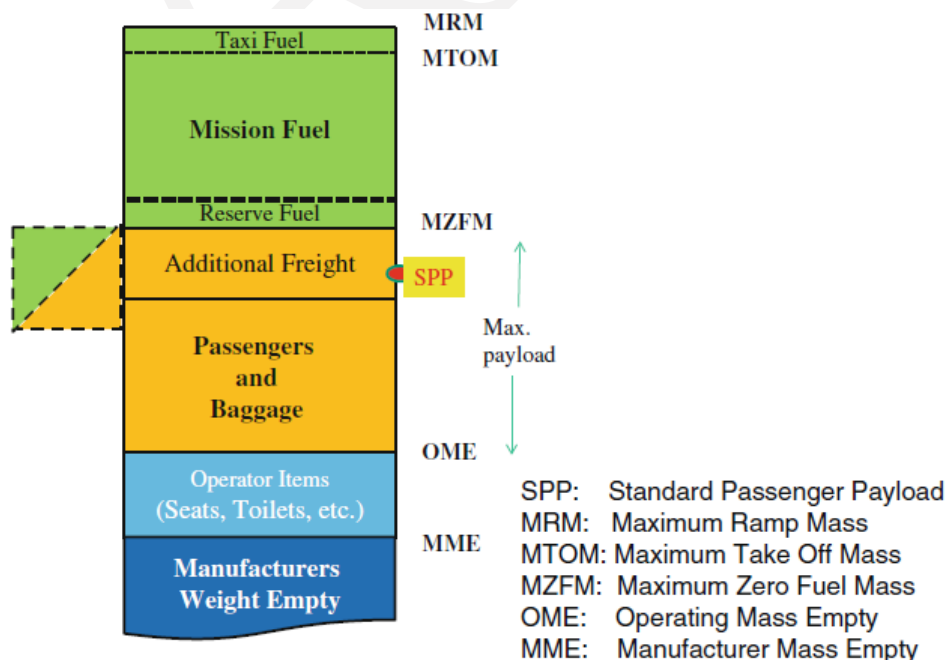 MRM
Taxi Fuel
MTOM
Mission Fuel
Reserve Fuel
MZFM
Additional Freight
SPP
Max.
payload
Passengers
and
Baggage
OME
Operator Items
(Seats, Toilets, etc.)
MME
Manufacturers
Weight Empty
SPP: Standard Passenger Payload
MRM: Maximum Ramp Mass
MTOM: Maximum Take Off Mass
MZFM: Maximum Zero Fuel Mass
OME: Operating Mass Empty
MME: Manufacturer Mass Empty